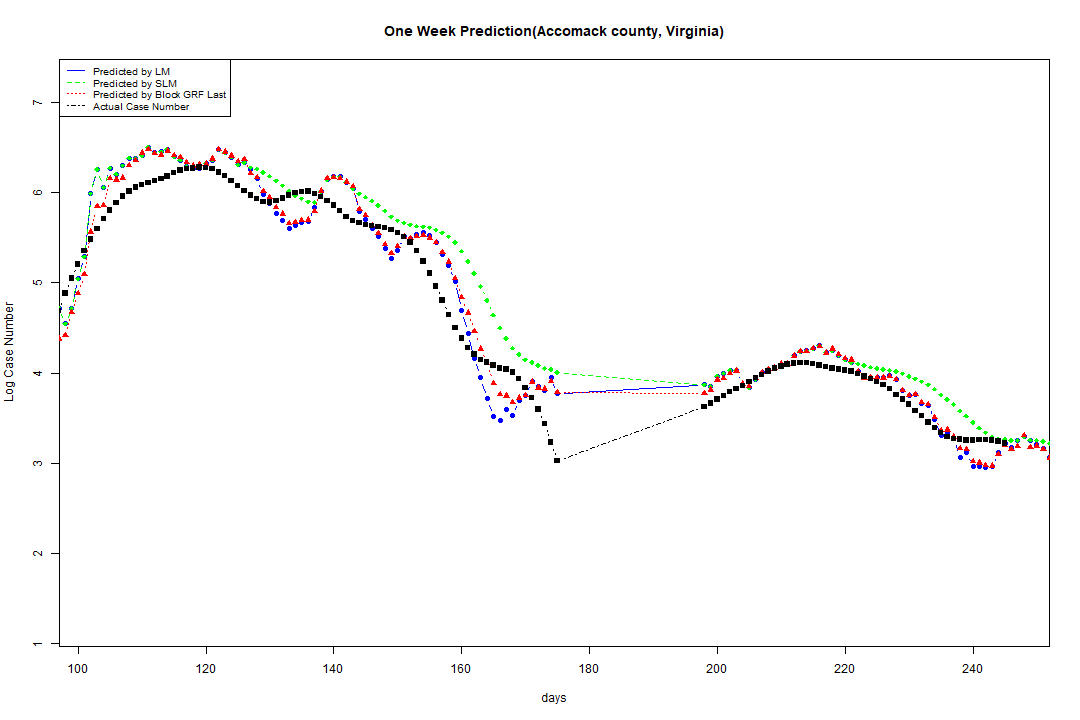 One Week Prediction(Accomack county, Virginia)
Predicted by LM
Predicted by SLM
Predicted by Block GRF Last
Actual Case Number
7
6
5
4
3
2
1
Log Case Number
100 120 140 160 180 200 220 240
days